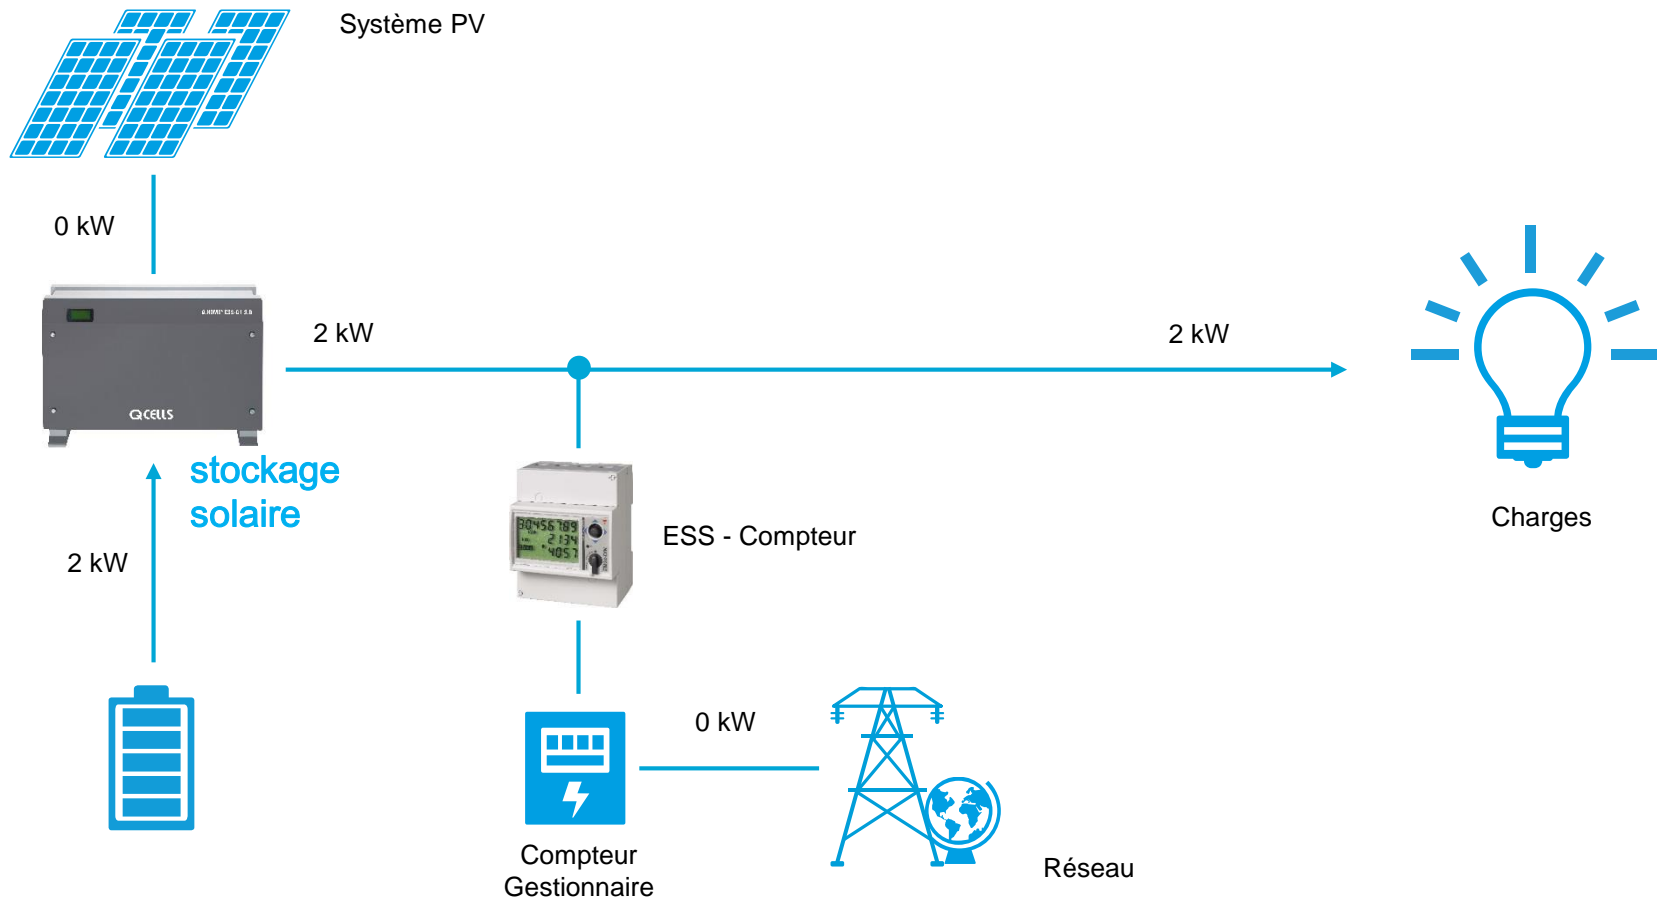 Système PV
0 kW
2 kW
2 kW
Q CELLS
stockage
solaire
2 kW
ESS - Compteur
Charges
0 kW
Compteur
Gestionnaire
Réseau